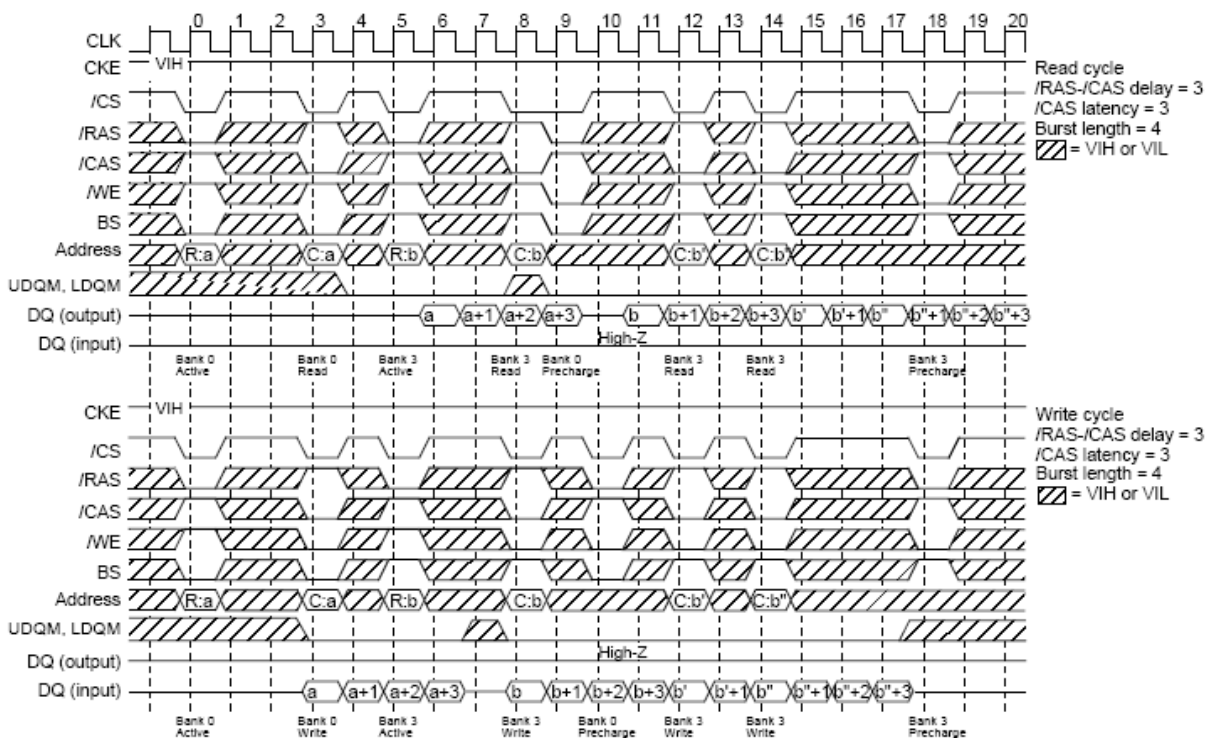 0 1 2 3 4 5 6 7 8 9 10 11 12 13 14 15 16 17 18 19 20
CLK
CKE VIH
/CS
/RAS
/CAS
/WE
BS
Address R:a C:a R:b C:b C:b' C:b"
UDQM, LDQM
DQ (output) a a+1 a+2 a+3 b b+1 b+2 b+3 b' b'+1 b" b"+1 b"+2 b"+3
High-Z
DQ (input)
Bank 0 Bank 0 Bank 3 Bank 3 Bank 0 Bank 3 Bank 3 Bank 3
Active Read Active Read Precharge Read Read Precharge
Read cycle
/RAS-/CAS delay = 3
/CAS latency = 3
Burst length = 4
= VIH or VIL
CKE VIH
/CS
/RAS
/CAS
/WE
BS
Address R:a C:a R:b C:b C:b' C:b"
UDQM, LDQM
High-Z
DQ (output)
DQ (input) a a+1 a+2 a+3 b b+1 b+2 b+3 b' b'+1 b" b"+1 b"+2 b"+3
Bank 0 Bank 0 Bank 3 Bank 3 Bank 0 Bank 3 Bank 3 Bank 3
Active Write Active Write Precharge Write Write Precharge
Write cycle
/RAS-/CAS delay = 3
/CAS latency = 3
Burst length = 4
= VIH or VIL